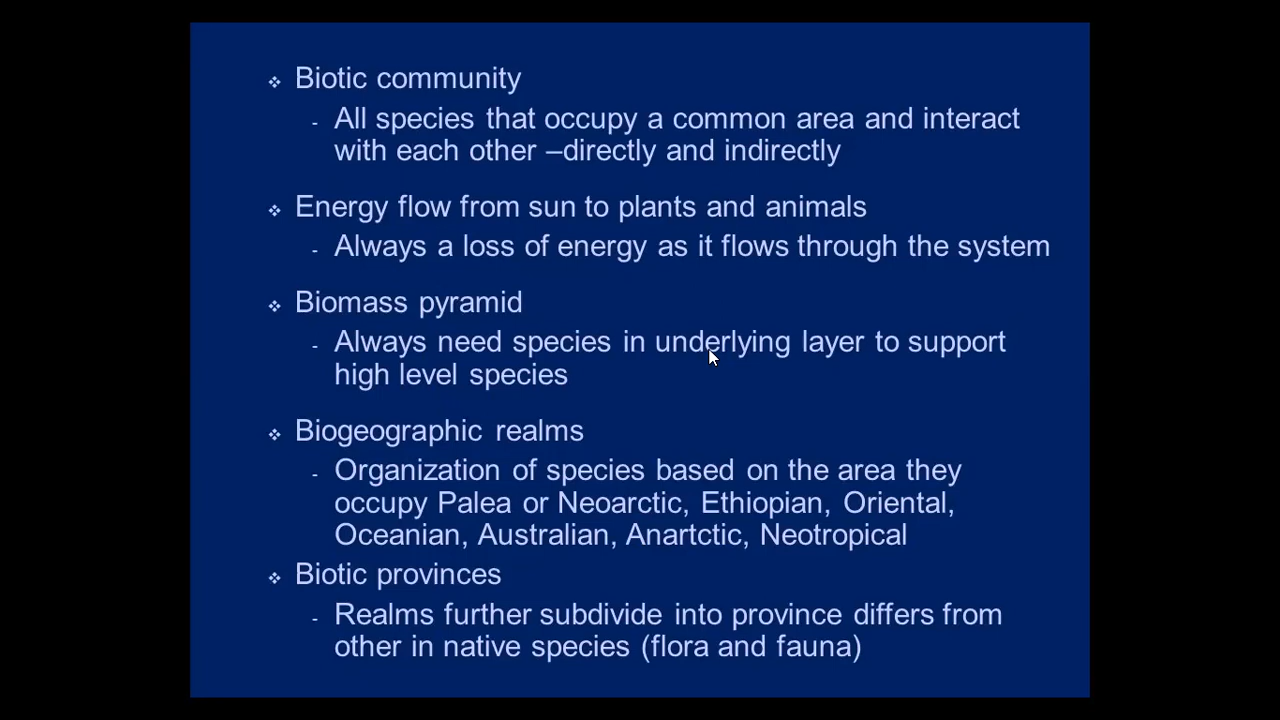 ❖ Biotic community
- All species that occupy a common area and interact
with each other –directly and indirectly
❖ Energy flow from sun to plants and animals
- Always a loss of energy as it flows through the system
❖ Biomass pyramid
- Always need species in underlying layer to support
high level species
❖ Biogeographic realms
- Organization of species based on the area they
occupy Palea or Neoarctic, Ethiopian, Oriental,
Oceanian, Australian, Anartctic, Neotropical
❖ Biotic provinces
- Realms further subdivide into province differs from
other in native species (flora and fauna)